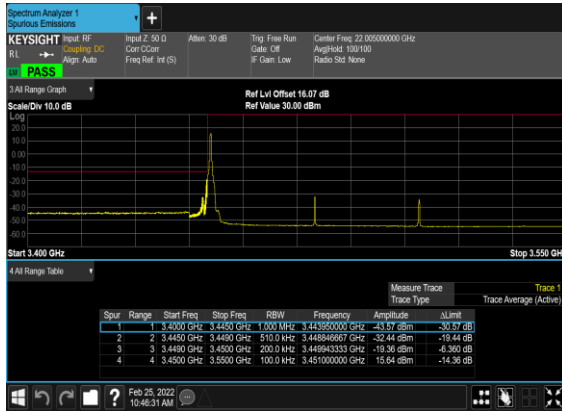 Spectrum Analyzer 1
Spurious Emissions
KEYSIGHT
RL
Input: RF
Coupling: DC
Align: Auto
Input Z: 50 Ω
Corr CCorr
Freq Ref: Int (S)
Atten: 30 dB
Trig: Free Run
Gate: Off
IF Gain: Low
Center Freq: 22.005000000 GHz
Avg|Hold: 100/100
Radio Std: None
PASS
3 All Range Graph
Scale/Div 10.0 dB
Ref Lvl Offset 16.07 dB
Ref Value 30.00 dBm
Log
20.0
10.0
0.00
-10.0
-20.0
-30.0
-40.0
-50.0
-60.0
Start 3.400 GHz
Stop 3.550 GH
4 All Range Table
Measure Trace Trace 1
Trace Type Trace Average (Active)
Spur Range Start Freq Stop Freq RBW Frequency Amplitude ΔLimit
1 1 3.4000 GHz 3.4450 GHz 1.000 MHz 3.443950000 GHz -43.57 dBm -30.57 dB
2 2 3.4450 GHz 3.4490 GHz 510.0 kHz 3.448846667 GHz -32.44 dBm -19.44 dB
3 3 3.4490 GHz 3.4500 GHz 200.0 kHz 3.449943333 GHz -19.36 dBm -6.360 dB
4 4 3.4500 GHz 3.5500 GHz 100.0 kHz 3.451000000 GHz 15.64 dBm -14.36 dB
Feb 25, 2022
10:46:31 AM